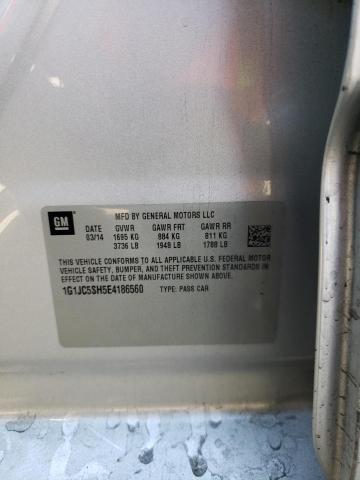 GM
MFD BY GENERAL MOTORS LLC
DATE GVWR GAWR FRT GAWR RR
03/14 1695 KG 884 KG 811 KG
3736 LB 1948 LB 1788 LB
THIS VEHICLE CONFORMS TO ALL APPLICABLE U.S. FEDERAL MOTOR
VEHICLE SAFETY, BUMPER, AND THEFT PREVENTION STANDARDS IN
EFFECT ON THE DATE OF MANUFACTURE SHOWN ABOVE.
1G1JC5SH5E4186560 TYPE: PASS CAR